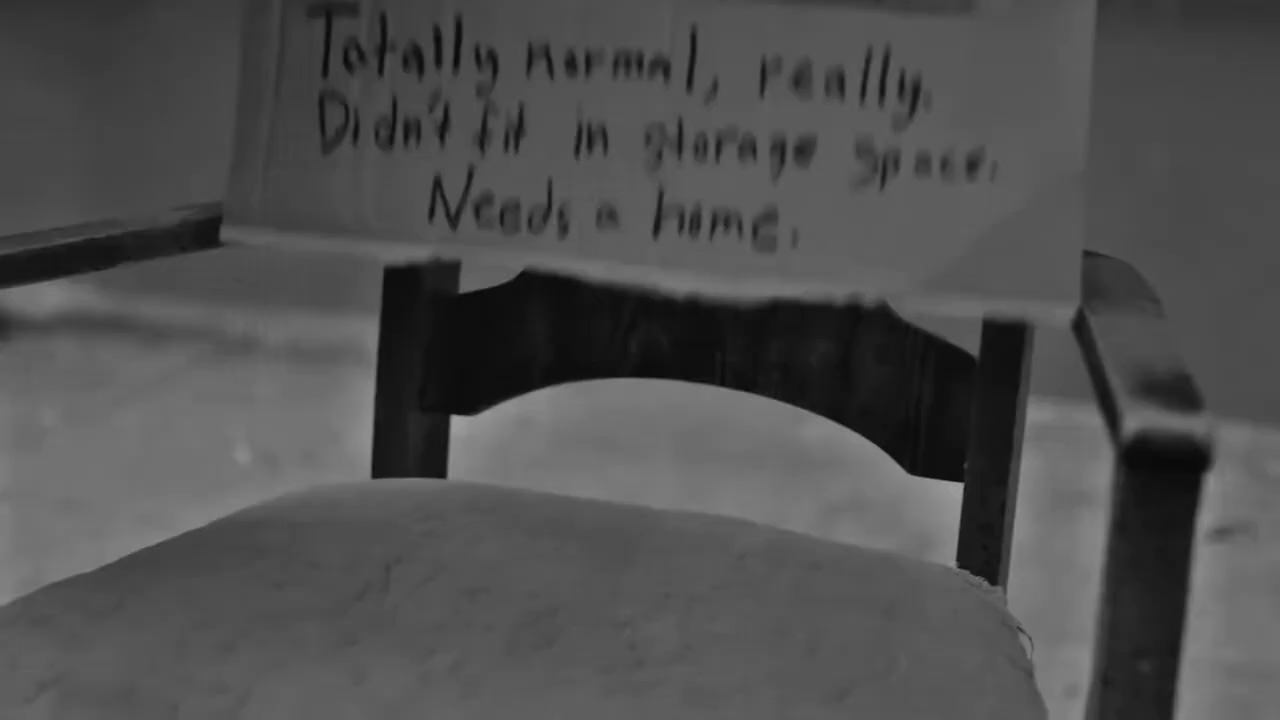 Totally normal, really.
Didn't fit in storage space.
Needs a home.